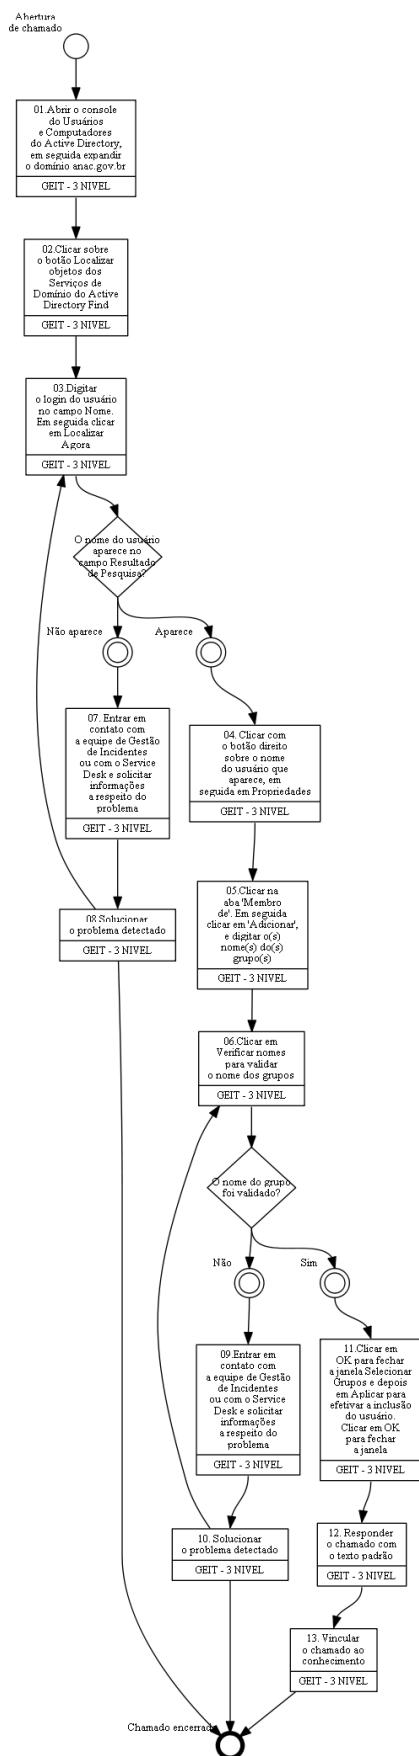 Abertura
de chamado
01.Abrir o console
do Usuários
e Computadores
do Active Directory,
em seguida expandir
o domínio anac.gov.br
GEIT - 3 NIVEL
02.Clicar sobre
o botão Localizar
objetos dos
Serviços de
Domínio do Active
Directory Find
GEIT - 3 NIVEL
03.Digitar
o login do usuário
no campo Nome.
Em seguida clicar
em Localizar
Agora
GEIT - 3 NIVEL
O nome do usuário
aparece no
campo Resultado
de Pesquisa?
Não aparece
Aparece
07. Entrar em
contato com
a equipe de Gestão
de Incidentes
ou com o Service
Desk e solicitar
informações
a respeito do
problema
GEIT - 3 NIVEL
04. Clicar com
o botão direito
sobre o nome
do usuário que
aparece, em
seguida em Propriedades
GEIT - 3 NIVEL
05.Clicar na
aba 'Membro
de'. Em seguida
clicar em 'Adicionar',
e digitar o(s)
nome(s) do(s)
grupo(s)
GEIT - 3 NIVEL
08.Solucionar
o problema detectado
GEIT - 3 NIVEL
06.Clicar em
Verificar nomes
para validar
o nome dos grupos
GEIT - 3 NIVEL
O nome do grupo
foi validado?
Não
Sim
09.Entrar em
contato com
a equipe de Gestão
de Incidentes
ou com o Service
Desk e solicitar
informações
a respeito do
problema
GEIT - 3 NIVEL
11.Clicar em
OK para fechar
a janela Selecionar
Grupos e depois
em Aplicar para
efetivar a inclusão
do usuário.
Clicar em OK
para fechar
a janela
GEIT - 3 NIVEL
10. Solucionar
o problema detectado
GEIT - 3 NIVEL
12. Responder
o chamado com
o texto padrão
GEIT - 3 NIVEL
13. Vincular
o chamado ao
conhecimento
GEIT - 3 NIVEL
Chamado encerrado